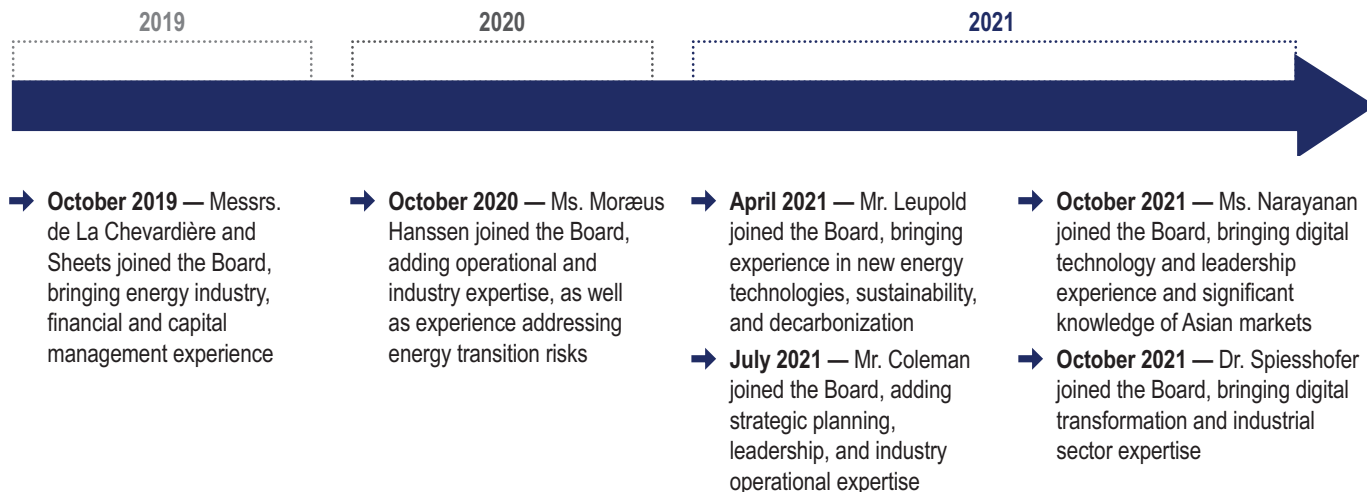 2019
2020
2021
October 2019 — Messrs.
de La Chevardière and
Sheets joined the Board,
bringing energy industry,
financial and capital
management experience
October 2020 — Ms. Moræus
Hanssen joined the Board,
adding operational and
industry expertise, as well
as experience addressing
energy transition risks
April 2021 — Mr. Leupold
joined the Board, bringing
experience in new energy
technologies, sustainability,
and decarbonization
July 2021 — Mr. Coleman
joined the Board, adding
strategic planning,
leadership, and industry
operational expertise
October 2021 — Ms. Narayanan
joined the Board, bringing digital
technology and leadership
experience and significant
knowledge of Asian markets
October 2021 — Dr. Spiesshofer
joined the Board, bringing digital
transformation and industrial
sector expertise